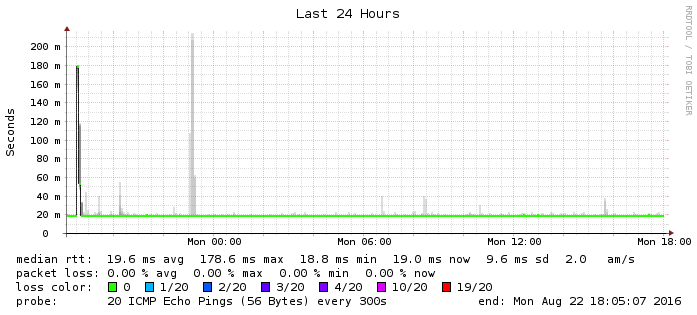 Last 24 Hours
RRDTOOL / TOBI OETIKER
Seconds
200 m
180 m
160 m
140 m
120 m
100 m
80 m
60 m
40 m
20 m
0
Mon 00:00 Mon 06:00 Mon 12:00 Mon 18:00
median rtt: 19.6 ms avg 178.6 ms max 18.8 ms min 19.0 ms now 9.6 ms sd 2.0 am/s
packet loss: 0.00 % avg 0.00 % max 0.00 % min 0.00 % now
loss color: 0 1/20 2/20 3/20 4/20 10/20 19/20
probe: 20 ICMP Echo Pings (56 Bytes) every 300s end: Mon Aug 22 18:05:07 2016